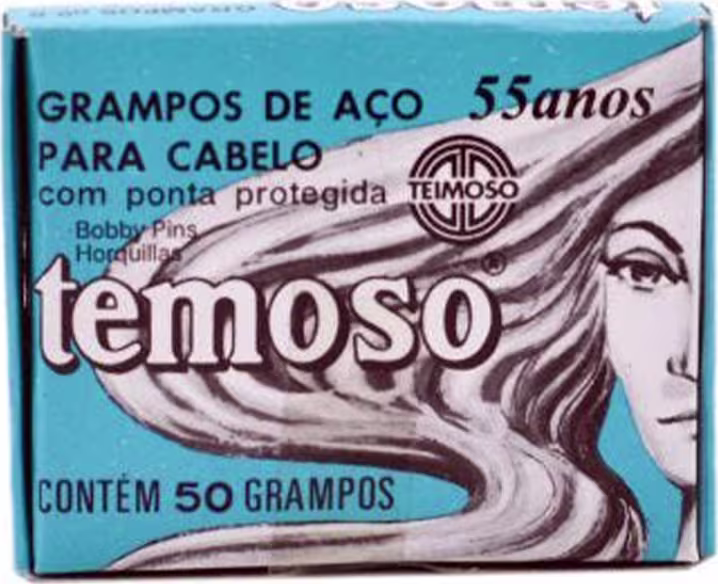 GRAMPOS DE AÇO 55anos
PARA CABELO
com ponta protegida TEIMOSO
Bobby Pins
Horquillas
temoso®
CONTÉM 50 GRAMPOS